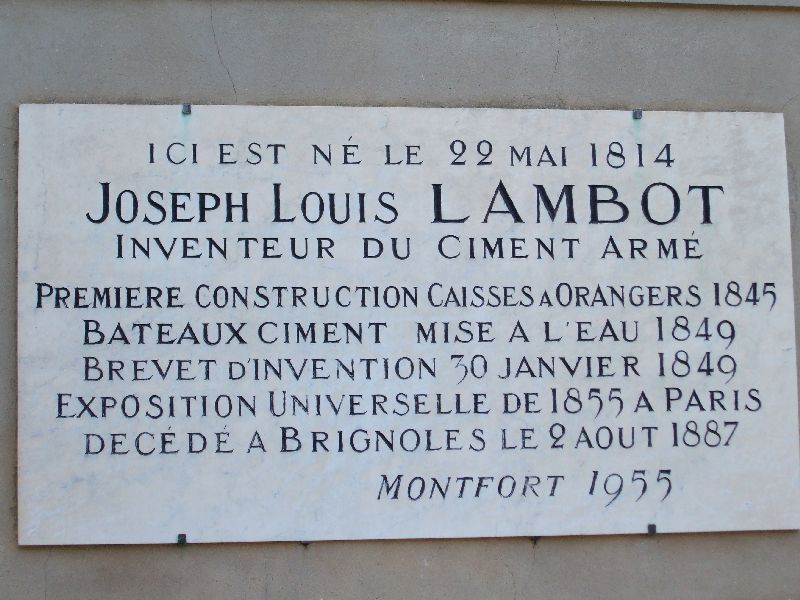 ICI EST NÉ LE 22 MAI 1814
JOSEPH LOUIS LAMBOT
INVENTEUR DU CIMENT ARMÉ
PREMIERE CONSTRUCTION CAISSES A ORANGERS 1845
BATEAUX CIMENT MISE A L'EAU 1849
BREVET D'INVENTION 30 JANVIER 1849
EXPOSITION UNIVERSELLE DE 1855 A PARIS
DECÉDÉ A BRIGNOLES LE 2 AOUT 1887
MONTFORT 1955